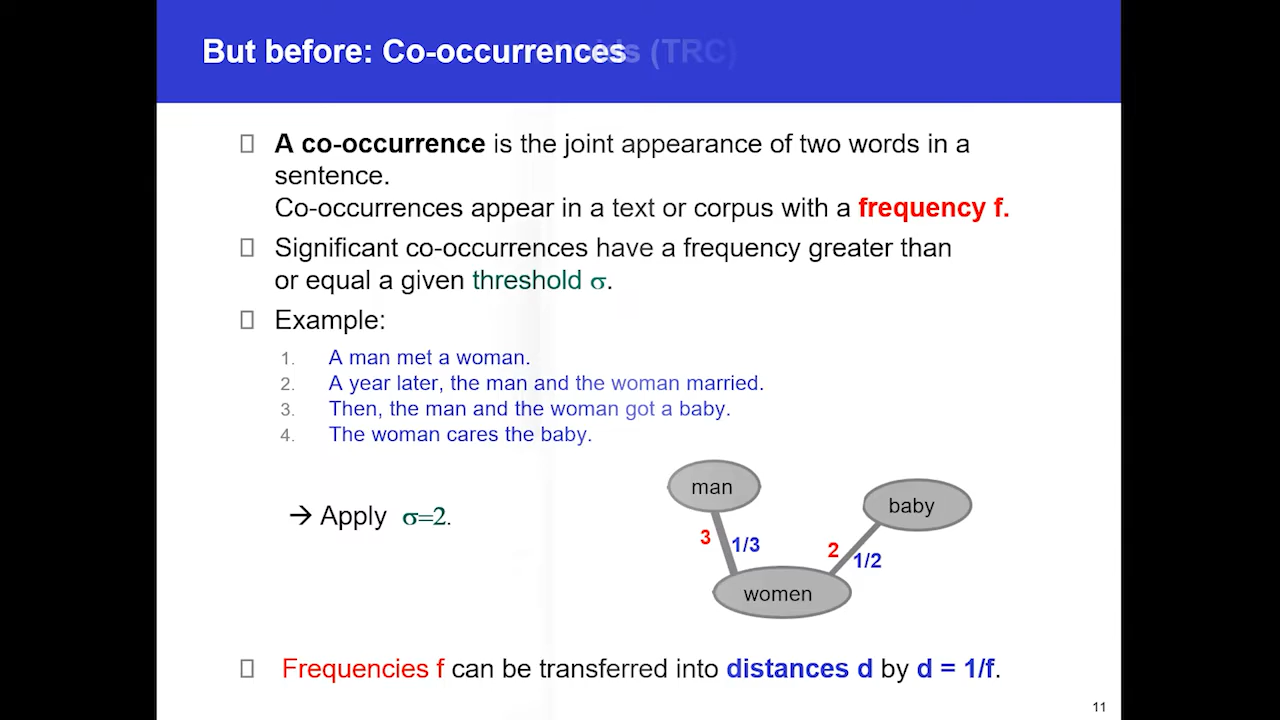 But before: Co-occurrences (TRC)
A co-occurrence is the joint appearance of two words in a
sentence.
Co-occurrences appear in a text or corpus with a frequency f.
Significant co-occurrences have a frequency greater than
or equal a given threshold σ.
Example:
1. A man met a woman.
2. A year later, the man and the woman married.
3. Then, the man and the woman got a baby.
4. The woman cares the baby.
man
baby
→ Apply σ=2.
3 1/3
2 1/2
women
Frequencies f can be transferred into distances d by d = 1/f.
11